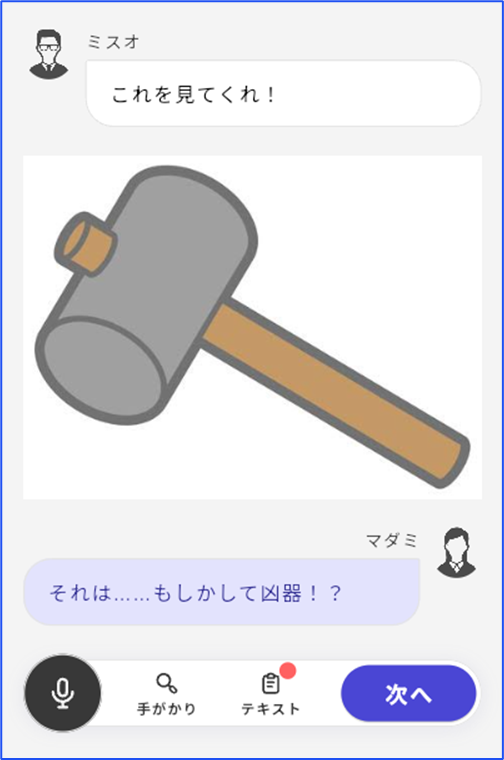 ミスオ
これを見てくれ！
マダミ
それは……もしかして凶器！？
手がかり
テキスト
次へ